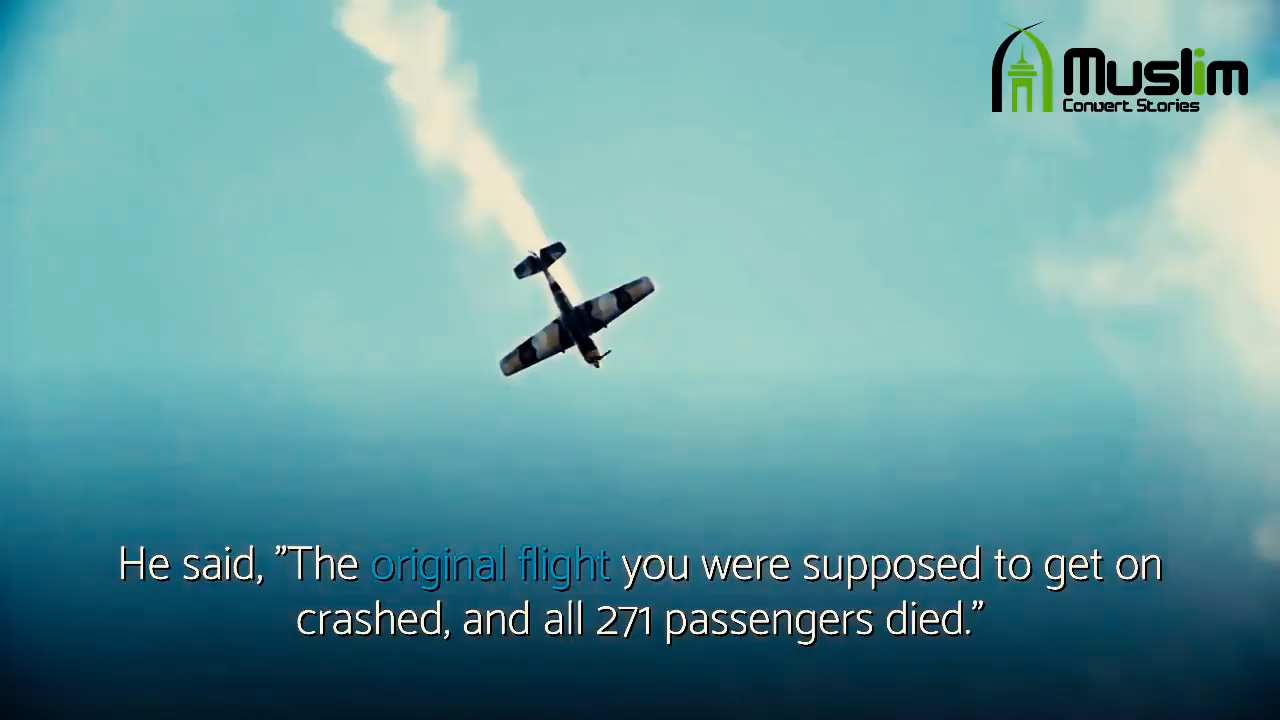 Muslim
Convert Stories
He said, ”The original flight you were supposed to get on
crashed, and all 271 passengers died.”